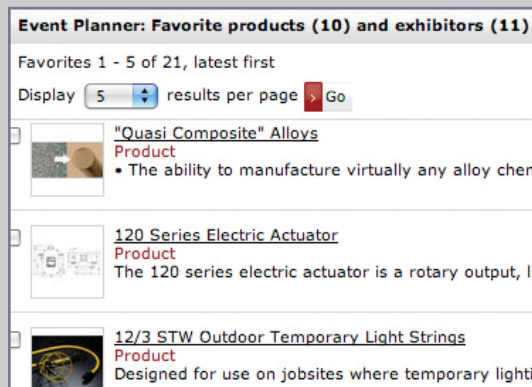 Event Planner: Favorite products (10) and exhibitors (11)
Favorites 1 - 5 of 21, latest first
Display 5 results per page › Go
"Quasi Composite" Alloys
Product
• The ability to manufacture virtually any alloy
120 Series Electric Actuator
Product
The 120 series electric actuator is a rotary output,
12/3 STW Outdoor Temporary Light Strings
Product
Designed for use on jobsites where temporary